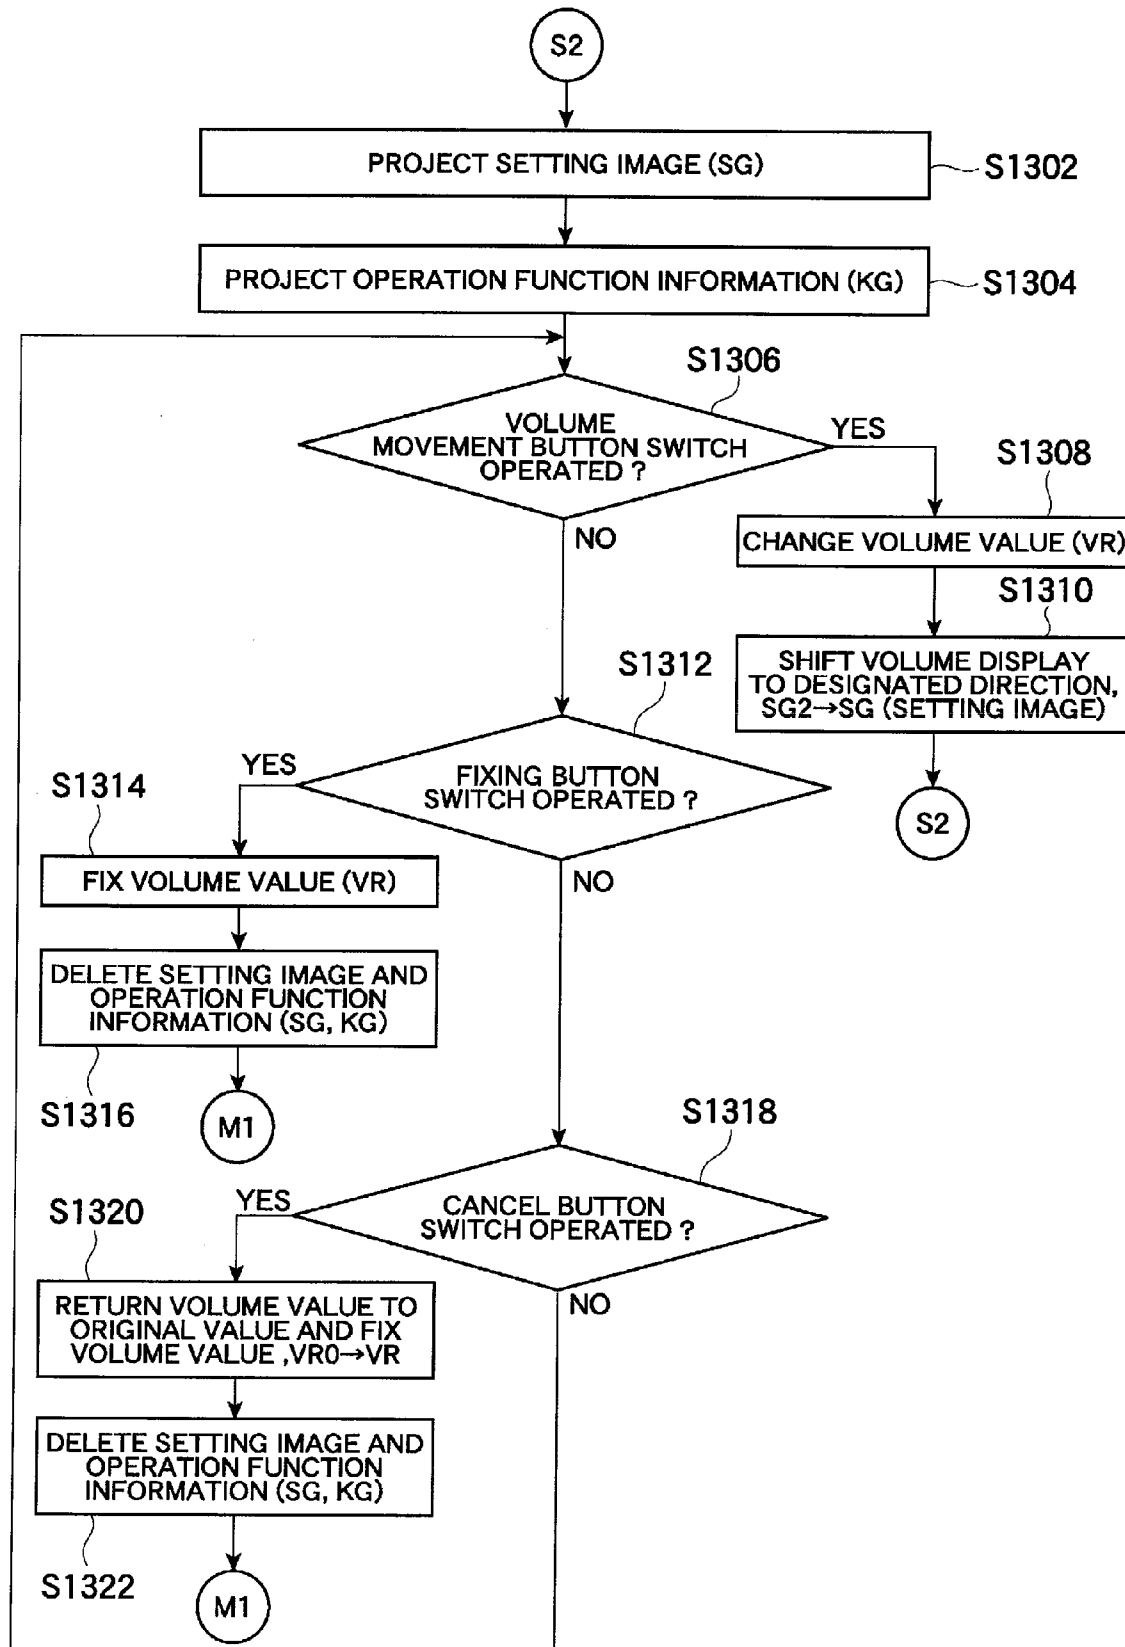 S2
PROJECT SETTING IMAGE (SG)
S1302
PROJECT OPERATION FUNCTION INFORMATION (KG)
S1304
S1306
VOLUME
MOVEMENT BUTTON SWITCH
OPERATED ?
YES
NO
S1308
CHANGE VOLUME VALUE (VR)
S1310
SHIFT VOLUME DISPLAY
TO DESIGNATED DIRECTION,
SG2→SG (SETTING IMAGE)
S2
S1312
FIXING BUTTON
SWITCH OPERATED ?
YES
NO
S1314
FIX VOLUME VALUE (VR)
DELETE SETTING IMAGE AND
OPERATION FUNCTION
INFORMATION (SG, KG)
S1316
M1
S1318
CANCEL BUTTON
SWITCH OPERATED ?
YES
NO
S1320
RETURN VOLUME VALUE TO
ORIGINAL VALUE AND FIX
VOLUME VALUE ,VR0→VR
DELETE SETTING IMAGE AND
OPERATION FUNCTION
INFORMATION (SG, KG)
S1322
M1